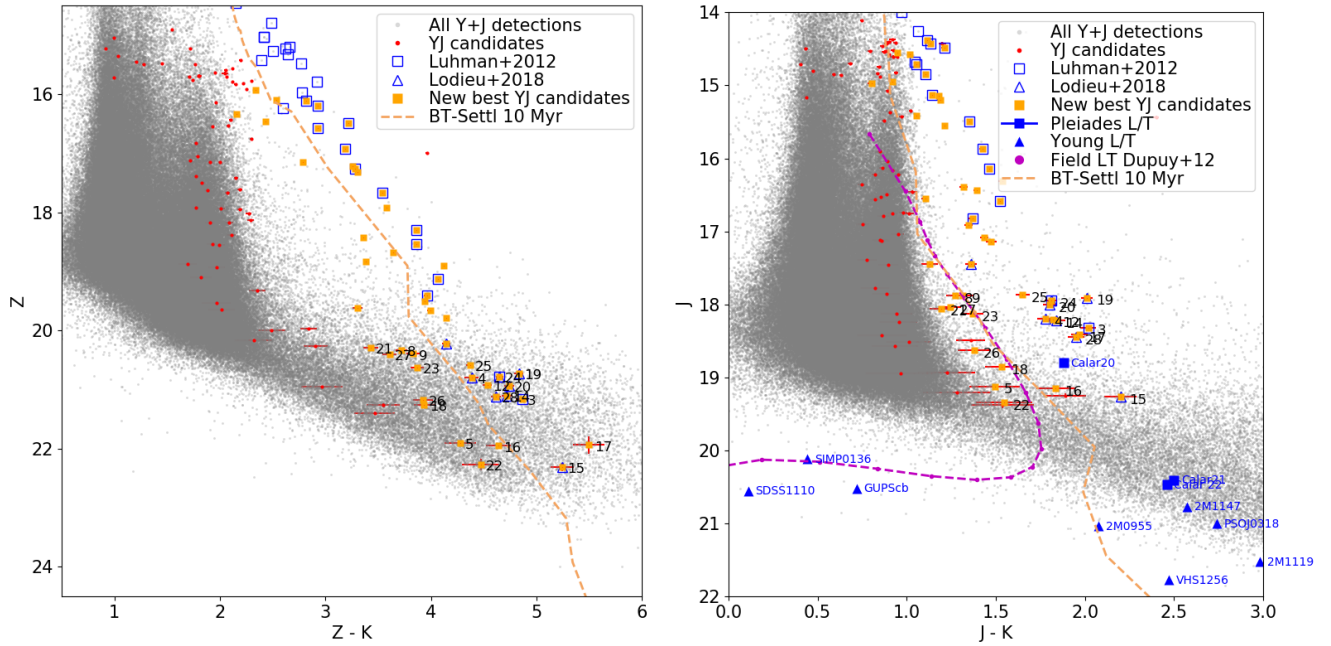 All Y+J detections
YJ candidates
Luhman+2012
Lodieu+2018
New best YJ candidates
BT-Settl 10 Myr
16
18
20
22
24
Z
21
8
27
9
23
25
4
24
19
12
20
28
14
13
26
18
5
16
17
22
15
1
2
3
4
5
6
Z - K
All Y+J detections
YJ candidates
Luhman+2012
Lodieu+2018
New best YJ candidates
Pleiades L/T
Young L/T
Field LT Dupuy+12
BT-Settl 10 Myr
14
15
16
17
18
19
20
21
22
J
25
24
19
20
23
13
17
28
Calar20
26
18
5
16
22
15
SIMP0136
SDSS1110
GUPScb
Calar21
Calar 22
2M1147
2M0955
PSOJ0318
2M1119
VHS1256
0.0
0.5
1.0
1.5
2.0
2.5
3.0
J - K